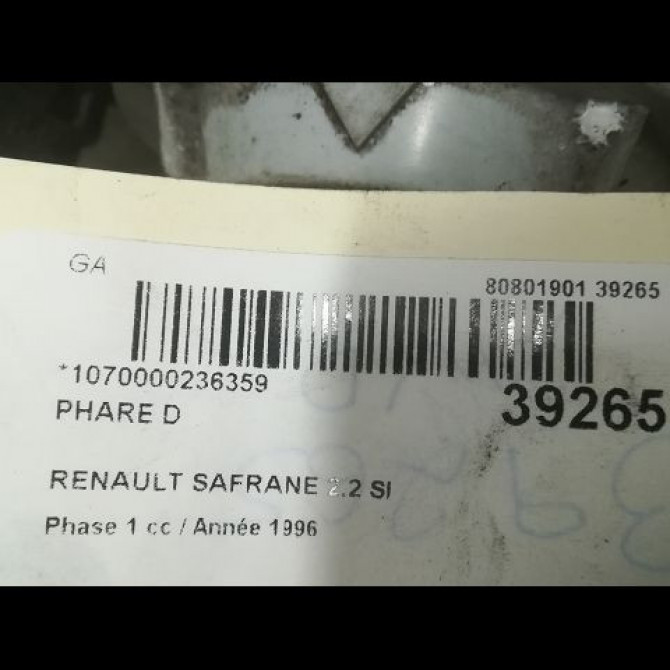 GA
80801901 39265
*1070000236359
39265
PHARE D
RENAULT SAFRANE 2.2 SI
Phase 1 cc / Année 1996